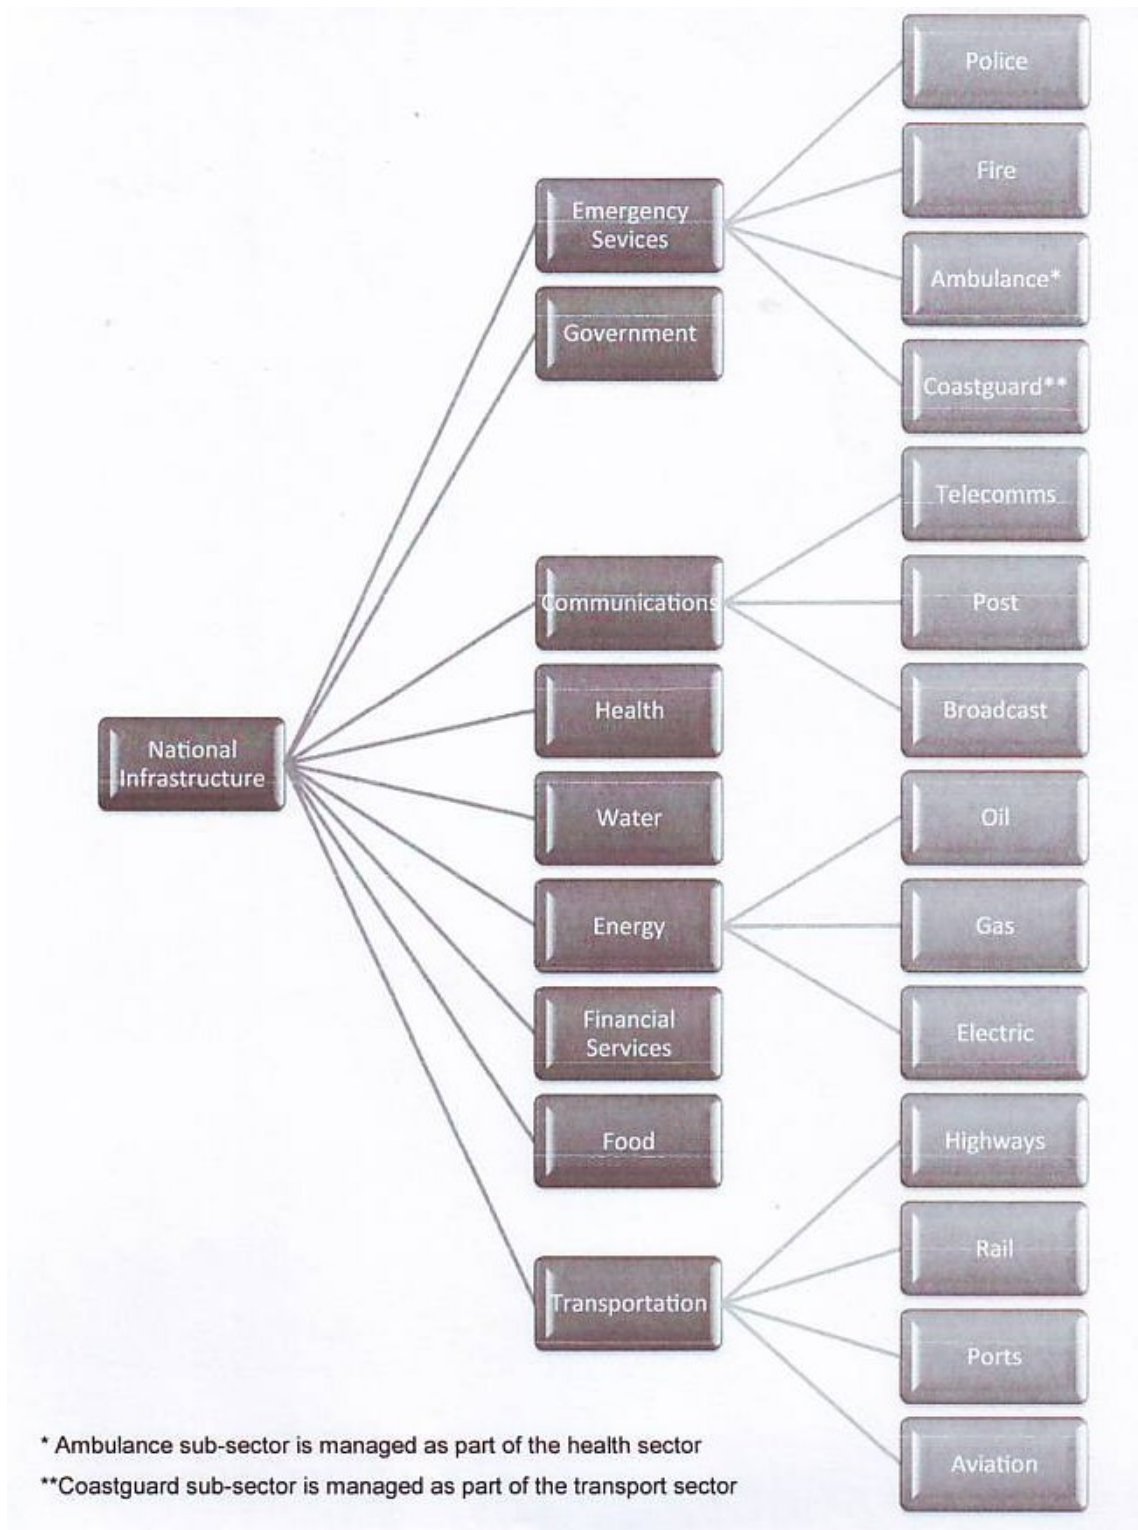 Police
Fire
Emergency
Sevices
Ambulance*
Government
Coastguard**
Telecomms
Communications
Post
Health
Broadcast
National
Infrastructure
Water
Oil
Energy
Gas
Financial
Services
Electric
Food
Highways
Rail
Transportation
Ports
Aviation
* Ambulance sub-sector is managed as part of the health sector
**Coastguard sub-sector is managed as part of the transport sector